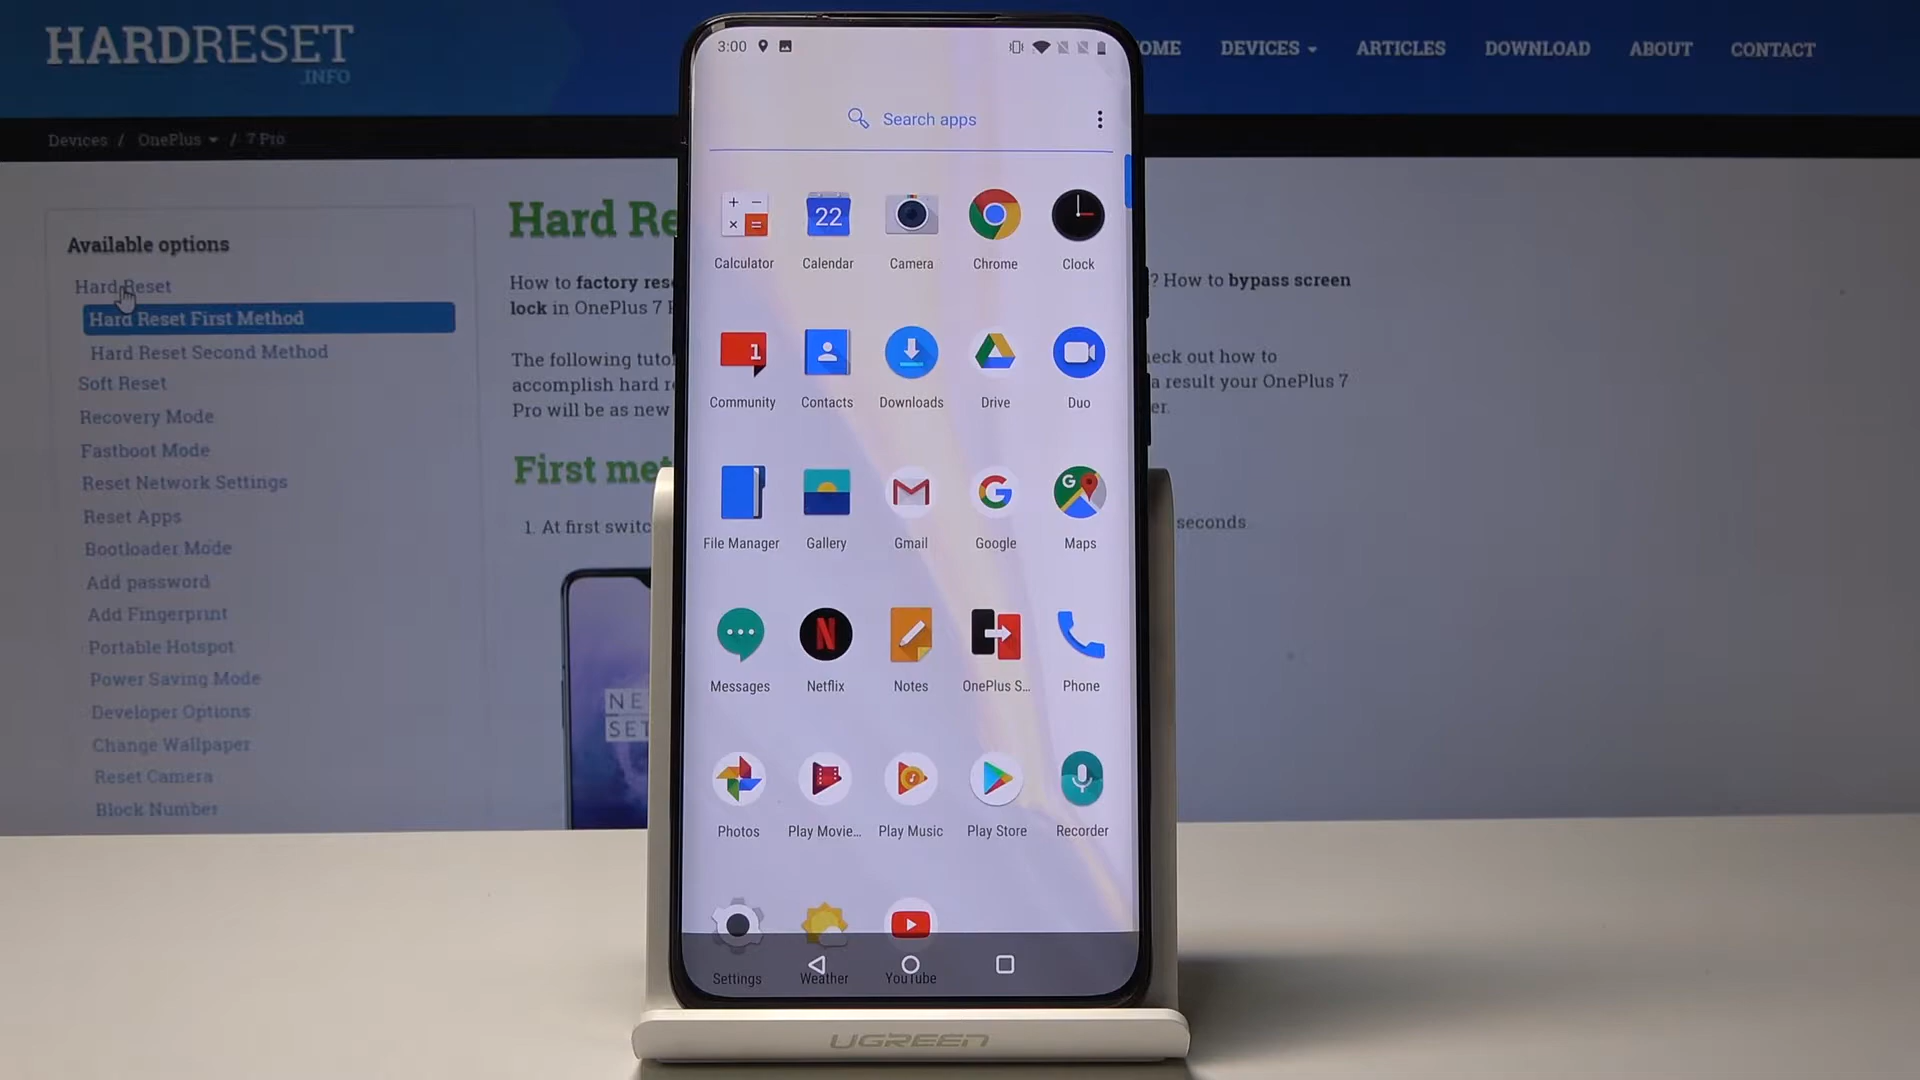 HARDRESET
.INFO
OME
DEVICES
ARTICLES
DOWNLOAD
ABOUT
CONTACT
Devices / OnePlus / 7 Pro
Available options
Hard Reset
Hard Reset First Method
Hard Reset Second Method
Soft Reset
Recovery Mode
Fastboot Mode
Reset Network Settings
Reset Apps
Bootloader Mode
Add password
Add Fingerprint
Portable Hotspot
Power Saving Mode
Developer Options
Change Wallpaper
Reset Camera
Block Number
Hard Re
How to factory rese
? How to bypass screen
lock in OnePlus 7 P
The following tuto
eck out how to
accomplish hard r
a result your OnePlus 7
Pro will be as new
er.
First met
1. At first switc
seconds.
NE
SET
3:00
Search apps
Calculator
22
Calendar
Camera
Chrome
Clock
1
Community
Contacts
Downloads
Drive
Duo
File Manager
Gallery
Gmail
G
Google
G
Maps
Messages
N
Netflix
Notes
OnePlus S...
Phone
Photos
Play Movie...
Play Music
Play Store
Recorder
Settings
Weather
YouTube
UGREEN